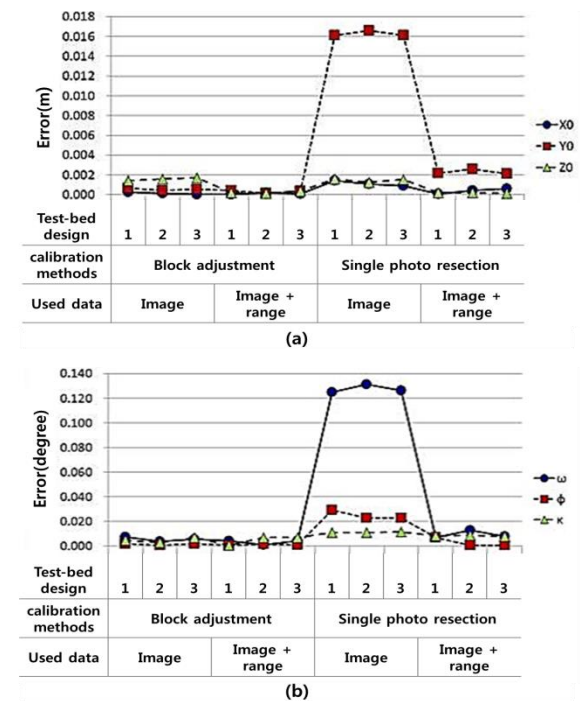 0.018
0.016
0.014
0.012
0.010
0.008
0.006
0.004
0.002
0.000
Error(m)
X0
Y0
Z0
Test-bed design 1 2 3 1 2 3 1 2 3 1 2 3
calibration methods Block adjustment Single photo resection
Used data Image Image + range Image Image + range
(a)
0.140
0.120
0.100
0.080
0.060
0.040
0.020
0.000
Error(degree)
ω
ϕ
κ
Test-bed design 1 2 3 1 2 3 1 2 3 1 2 3
calibration methods Block adjustment Single photo resection
Used data Image Image + range Image Image + range
(b)